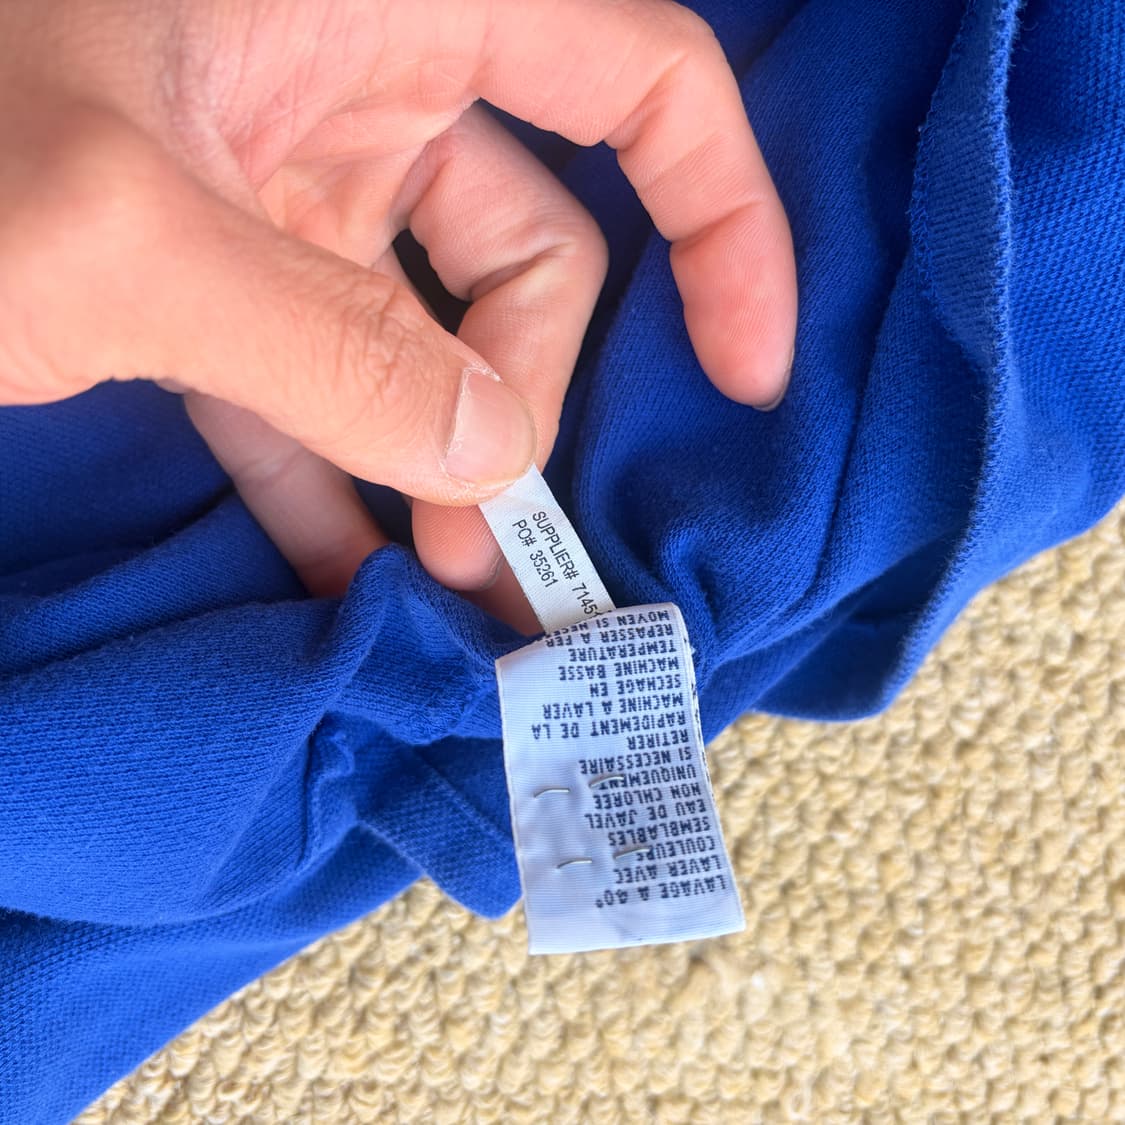 SUPPLIER# 7145
PO# 35261
LAVAGE A 40°
LAVER AVEC
COULEURS
SEMBLABLES
EAU DE JAVEL
NON CHLOREE
UNIQUEMENT
SI NECESSAIRE
RETIRER
RAPIDEMENT DE LA
MACHINE A LAVER
SECHAGE EN
MACHINE BASSE
TEMPERATURE
REPASSER A FER
MOYEN SI